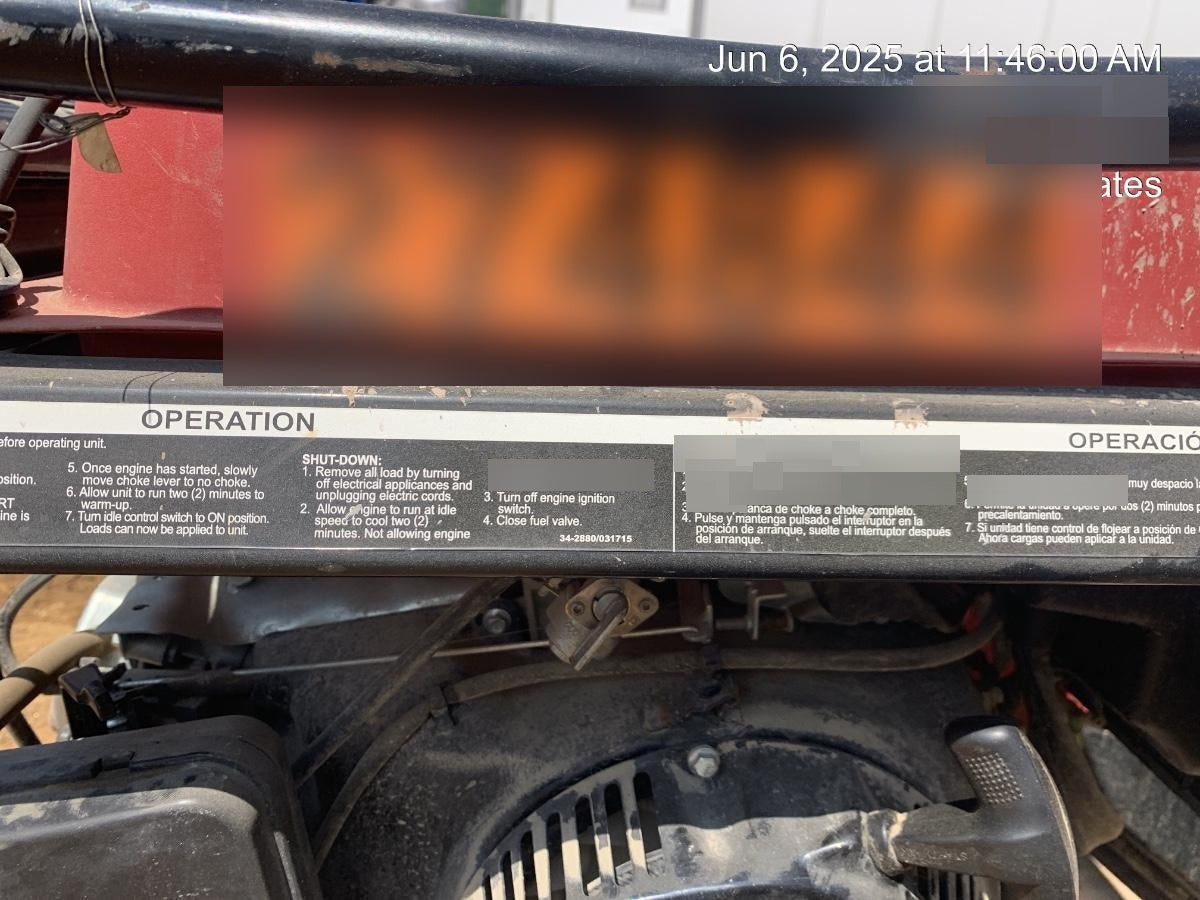 Jun 6, 2025 at 11:46:00 AM
ates
OPERATION
efore operating unit.
osition.
RT
ine is
5. Once engine has started, slowly
move choke lever to no choke.
6. Allow unit to run two (2) minutes to
warm-up.
7. Turn idle control switch to ON position.
Loads can now be applied to unit.
SHUT-DOWN:
1. Remove all load by turning
off electrical applicances and
unplugging electric cords.
2. Allow engine to run at idle
speed to cool two (2)
minutes. Not allowing engine
3. Turn off engine ignition
switch.
4. Close fuel valve.
34-2880/031715
OPERACIÓ
anca de choke a choke completo.
4. Pulse y mantenga pulsado el interruptor en la
posición de arranque, suelte el interruptor después
del arranque.
muy despacio la
6. Permite la unidad a opere por dos (2) minutos p
precalentamiento.
7. Si unidad tiene control de flojear a posición de
Ahora cargas pueden aplicar a la unidad.